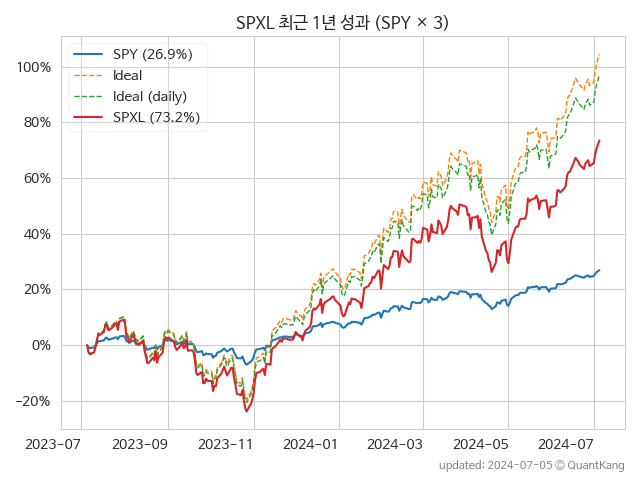 SPXL 최근 1년 성과 (SPY × 3)
SPY (26.9%)
Ideal
Ideal (daily)
SPXL (73.2%)
100%
80%
60%
40%
20%
0%
−20%
2023-07
2023-09
2023-11
2024-01
2024-03
2024-05
2024-07
updated: 2024-07-05 © QuantKang